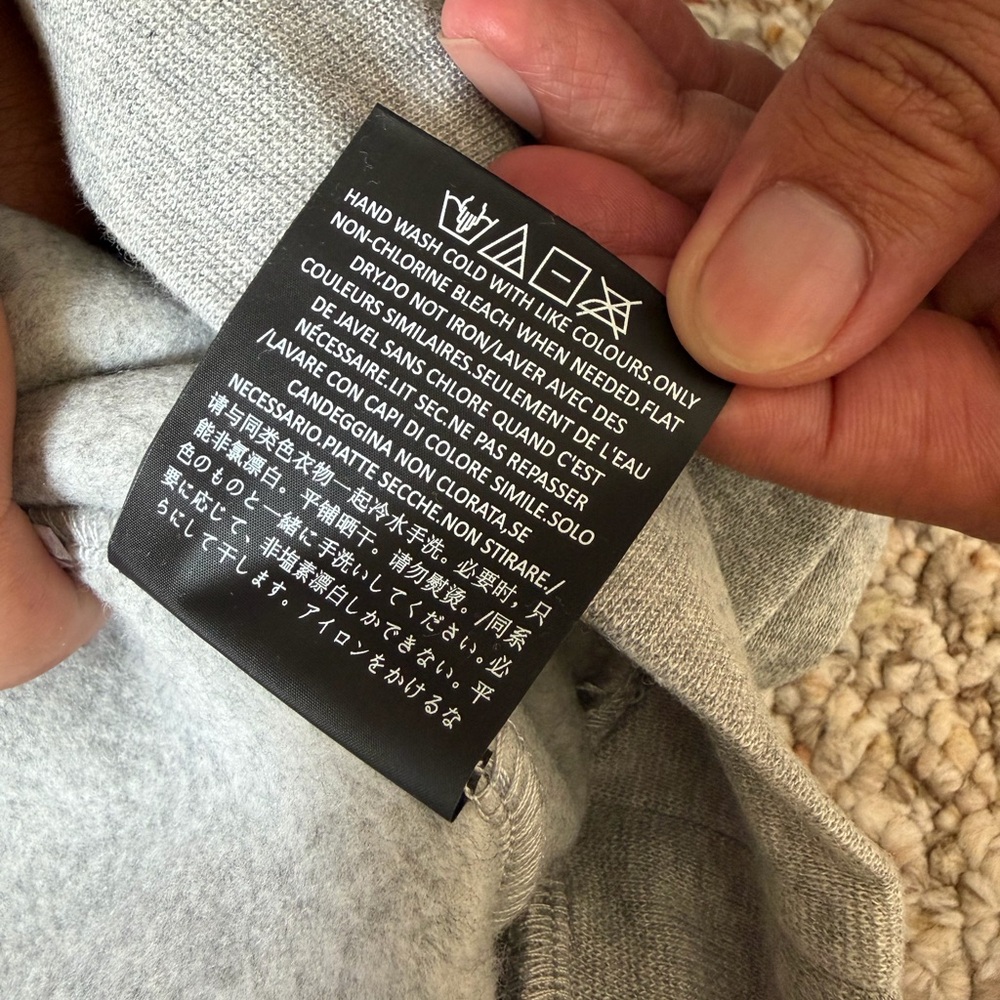 HAND WASH COLD WITH LIKE COLOURS.ONLY
NON-CHLORINE BLEACH WHEN NEEDED.FLAT
DRY.DO NOT IRON/LAVER AVEC DES
COULEURS SIMILAIRES.SEULEMENT DE L'EAU
DE JAVEL SANS CHLORE QUAND C'EST
NÉCESSAIRE.LIT SEC.NE PAS REPASSER
/LAVARE CON CAPI DI COLORE SIMILE.SOLO
CANDEGGINA NON CLORATA.SE
NECESSARIO.PIATTE SECCHE.NON STIRARE./
请与同类色衣物一起冷水手洗。必要时，只
能非氯漂白。平铺晒干。请勿熨烫。/同系
色のものと一緒に手洗いしてください。必
要に応じて、非塩素漂白しかできない。平
らにして干します。アイロンをかけるな